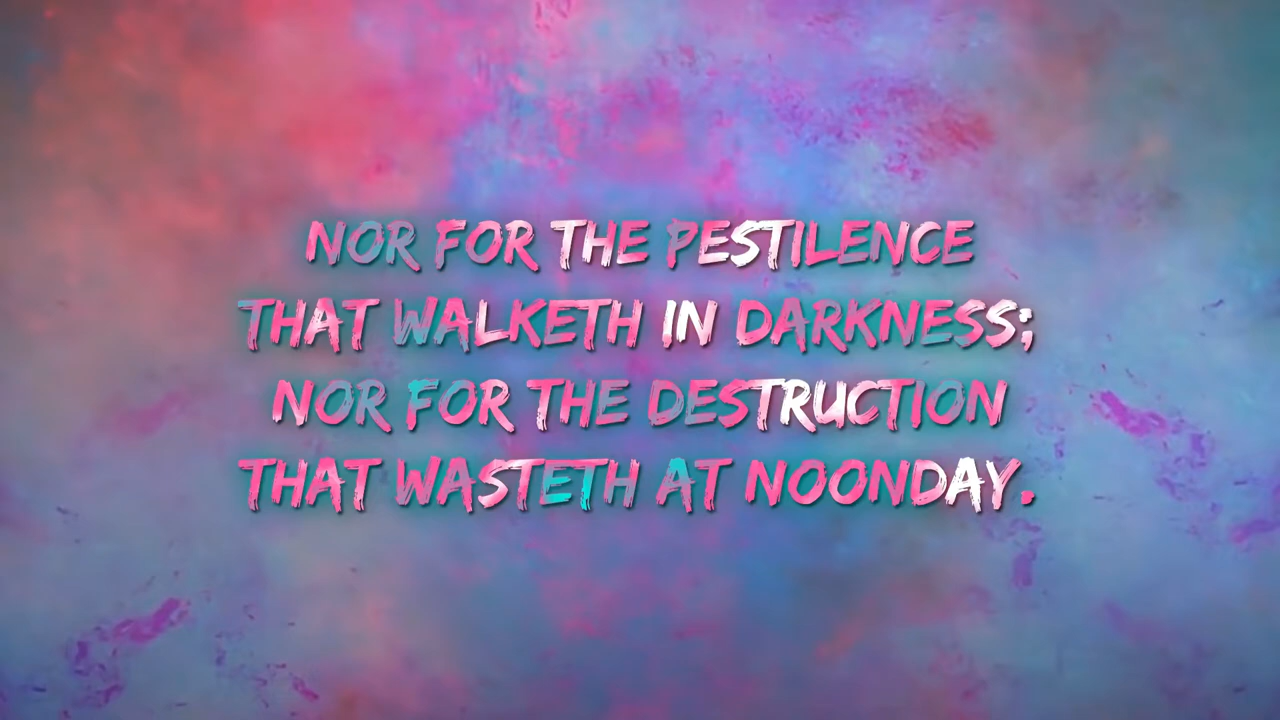 NOR FOR THE PESTILENCE
THAT WALKETH IN DARKNESS;
NOR FOR THE DESTRUCTION
THAT WASTETH AT NOONDAY.